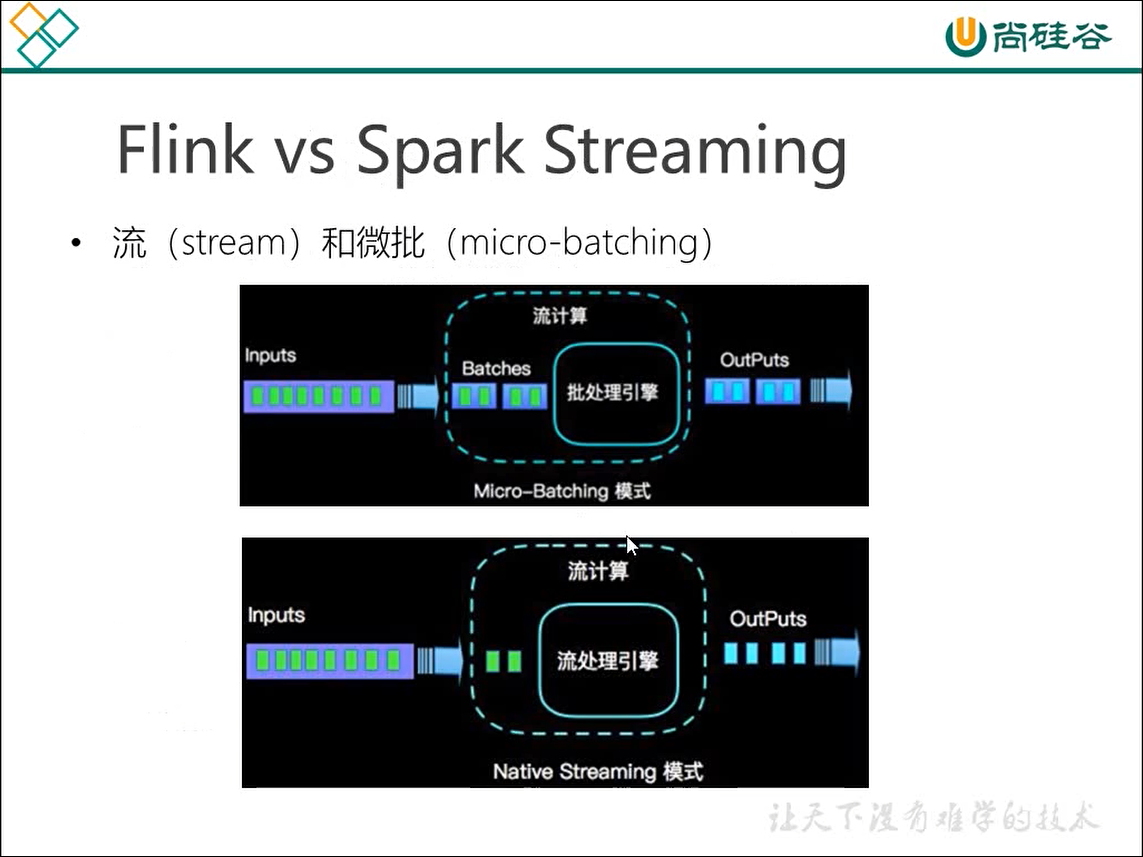 尚硅谷
Flink vs Spark Streaming
• 流（stream）和微批（micro-batching）
流计算
Inputs
Batches
OutPuts
批处理引擎
Micro-Batching 模式
流计算
Inputs
OutPuts
流处理引擎
Native Streaming 模式
让天下没有难学的技术